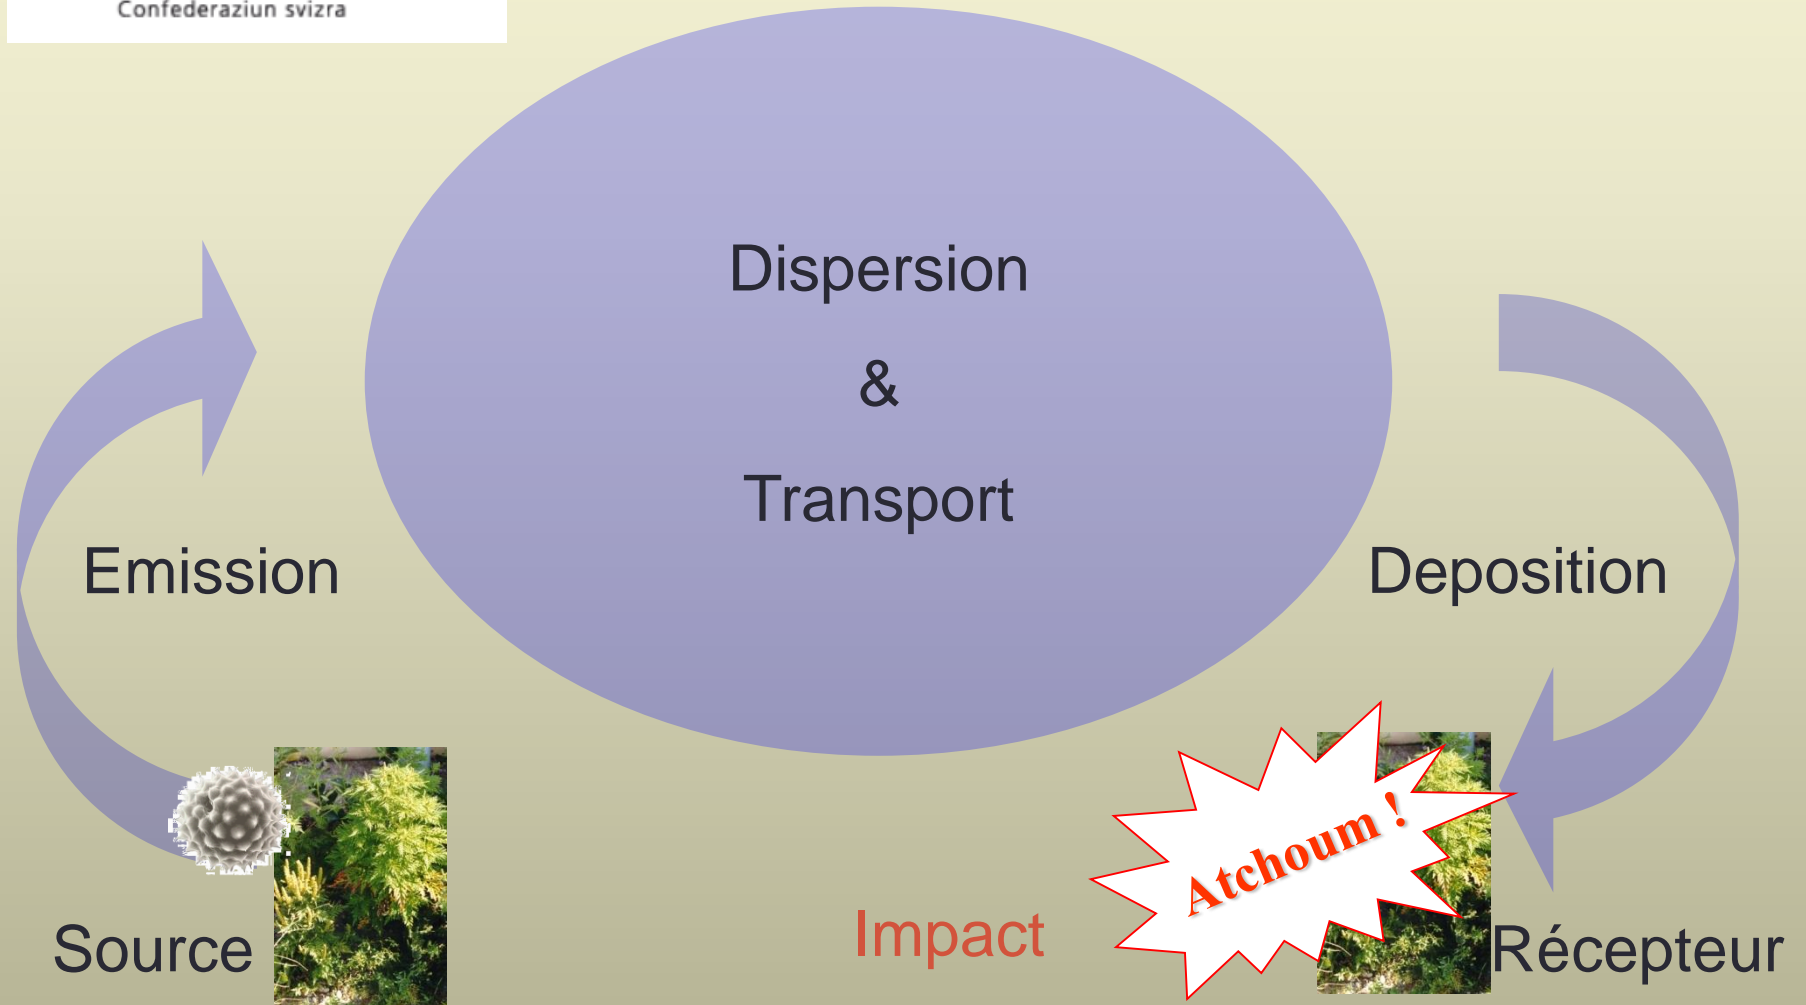 Confederaziun svizra
Dispersion
&
Transport
Emission
Deposition
Atchoum !
Source
Impact
Récepteur